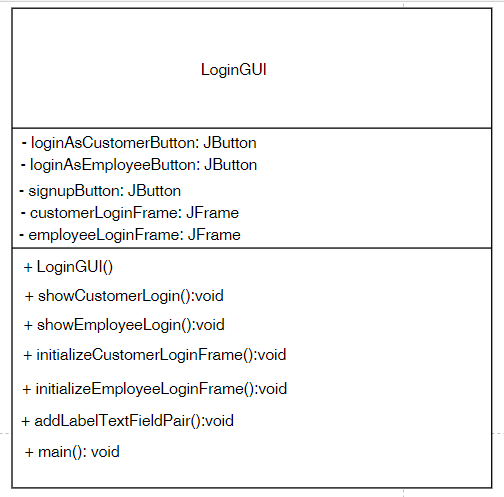 LoginGUI
- loginAsCustomerButton: JButton
- loginAsEmployeeButton: JButton
- signupButton: JButton
- customerLoginFrame: JFrame
- employeeLoginFrame: JFrame
+ LoginGUI()
+ showCustomerLogin():void
+ showEmployeeLogin():void
+ initializeCustomerLoginFrame():void
+ initializeEmployeeLoginFrame():void
+ addLabelTextFieldPair():void
+ main(): void